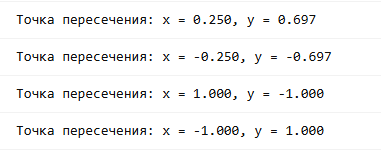 Точка пересечения: x = 0.250, y = 0.697
Точка пересечения: x = -0.250, y = -0.697
Точка пересечения: x = 1.000, y = -1.000
Точка пересечения: x = -1.000, y = 1.000